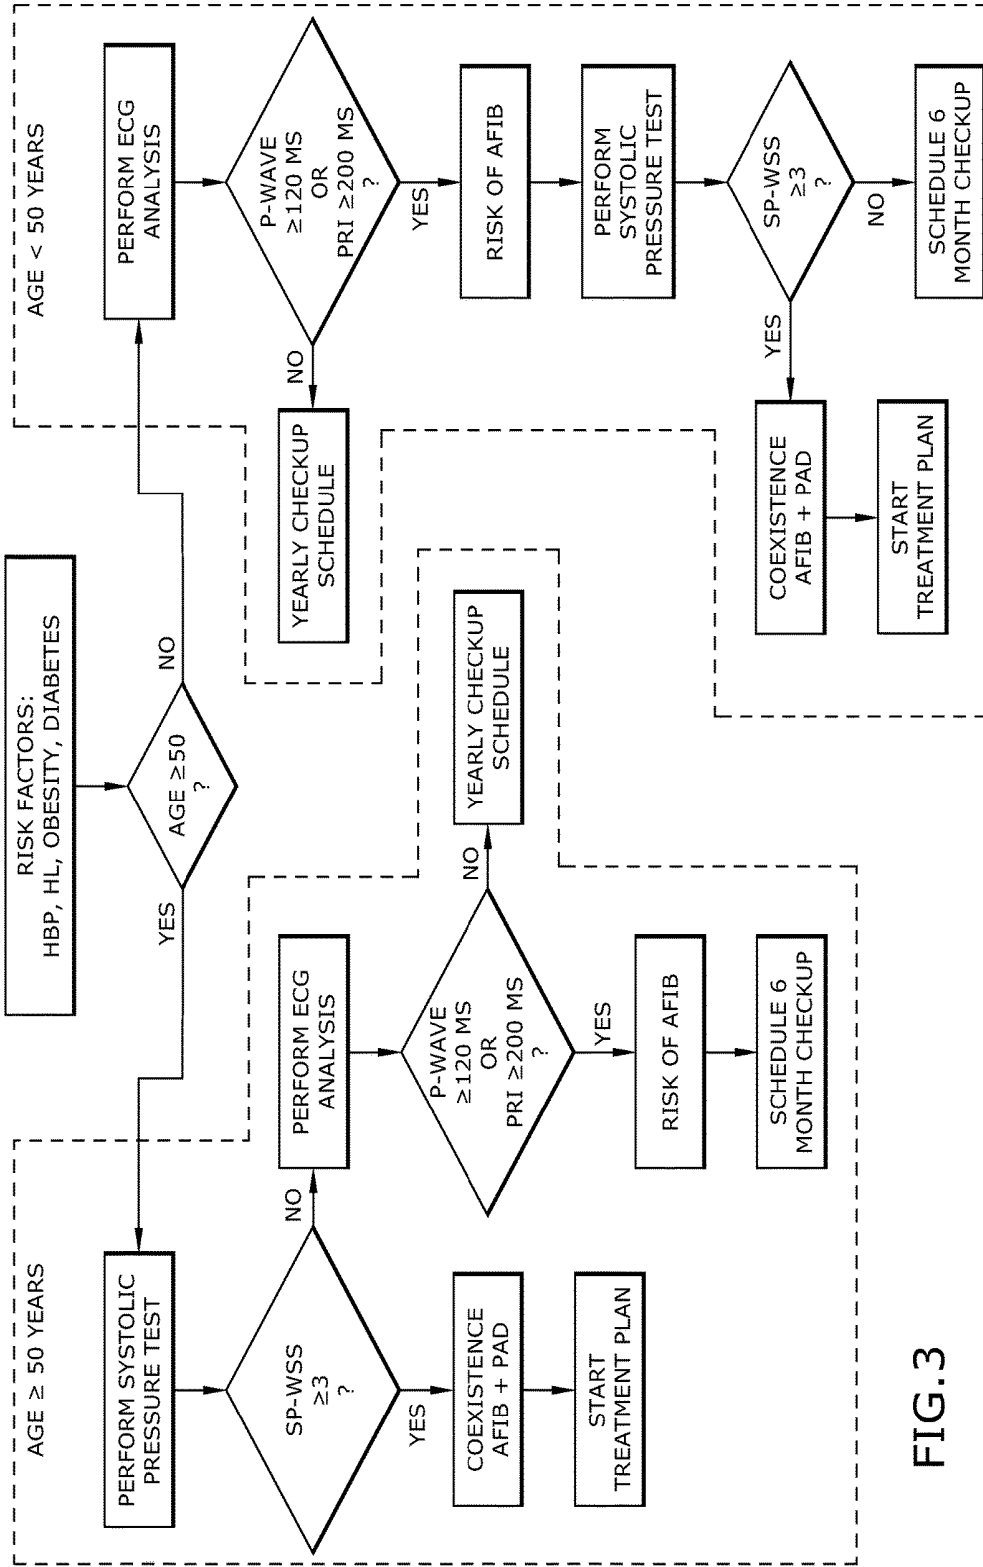 RISK FACTORS:
HBP, HL, OBESITY, DIABETES
AGE ≥50
?
YES
NO
AGE ≥ 50 YEARS
PERFORM SYSTOLIC
PRESSURE TEST
SP-WSS
≥3
?
NO
YES
COEXISTENCE
AFIB + PAD
START
TREATMENT PLAN
PERFORM ECG
ANALYSIS
P-WAVE
≥120 MS
OR
PRI ≥200 MS
?
NO
YEARLY CHECKUP
SCHEDULE
YES
RISK OF AFIB
SCHEDULE 6
MONTH CHECKUP
AGE < 50 YEARS
PERFORM ECG
ANALYSIS
P-WAVE
≥120 MS
OR
PRI ≥200 MS
?
NO
YEARLY CHECKUP
SCHEDULE
YES
RISK OF AFIB
PERFORM
SYSTOLIC
PRESSURE TEST
SP-WSS
≥3
?
YES
COEXISTENCE
AFIB + PAD
START
TREATMENT PLAN
NO
SCHEDULE 6
MONTH CHECKUP
FIG.3